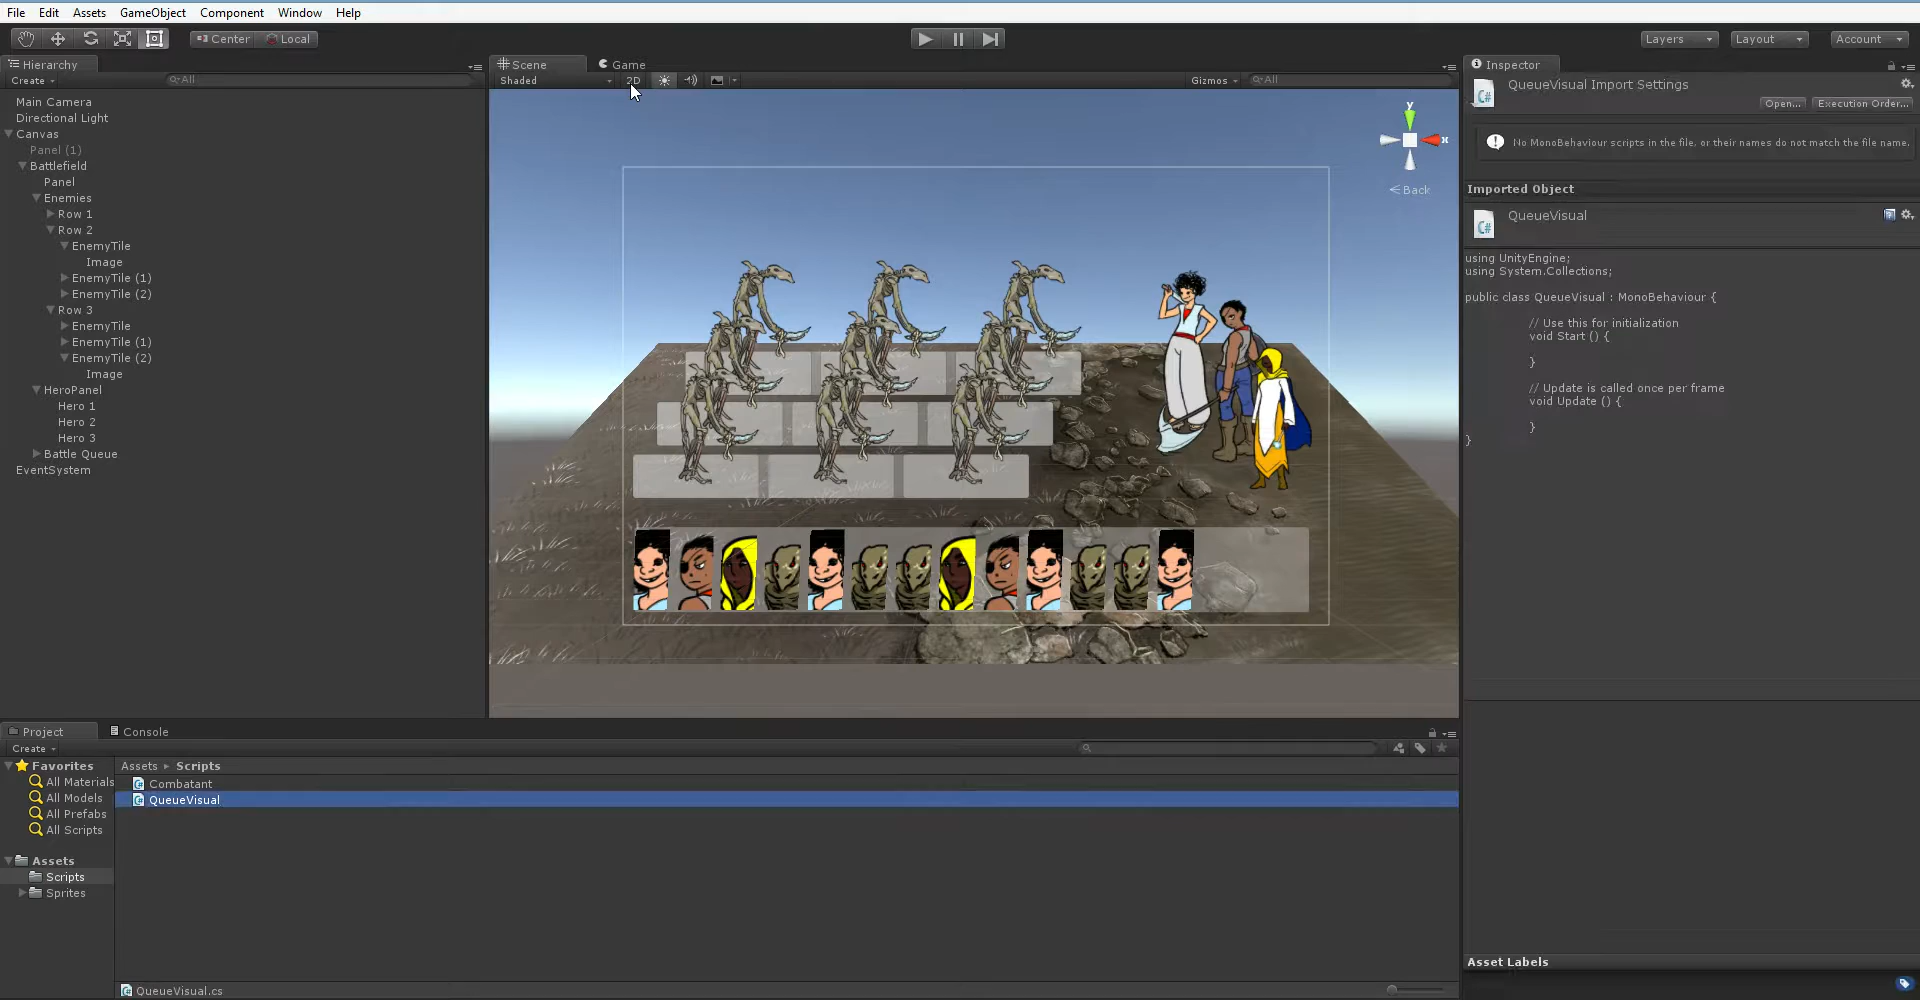 File Edit Assets GameObject Component Window Help
Center Local
Layers Layout Account
Hierarchy
Create All
Main Camera
Directional Light
Canvas
Panel (1)
Battlefield
Panel
Enemies
Row 1
Row 2
EnemyTile
Image
EnemyTile (1)
EnemyTile (2)
Row 3
EnemyTile
EnemyTile (1)
EnemyTile (2)
Image
HeroPanel
Hero 1
Hero 2
Hero 3
Battle Queue
EventSystem
Scene Game
Shaded 2D Gizmos All
y
x
Back
Inspector
QueueVisual Import Settings
Open... Execution Order...
No MonoBehaviour scripts in the file, or their names do not match the file name.
Imported Object
QueueVisual
using UnityEngine;
using System.Collections;
public class QueueVisual : MonoBehaviour {
// Use this for initialization
void Start () {
}
// Update is called once per frame
void Update () {
}
}
Asset Labels
Project Console
Create
Favorites
All Materials
All Models
All Prefabs
All Scripts
Assets
Scripts
Sprites
Assets ▸ Scripts
Combatant
QueueVisual
QueueVisual.cs